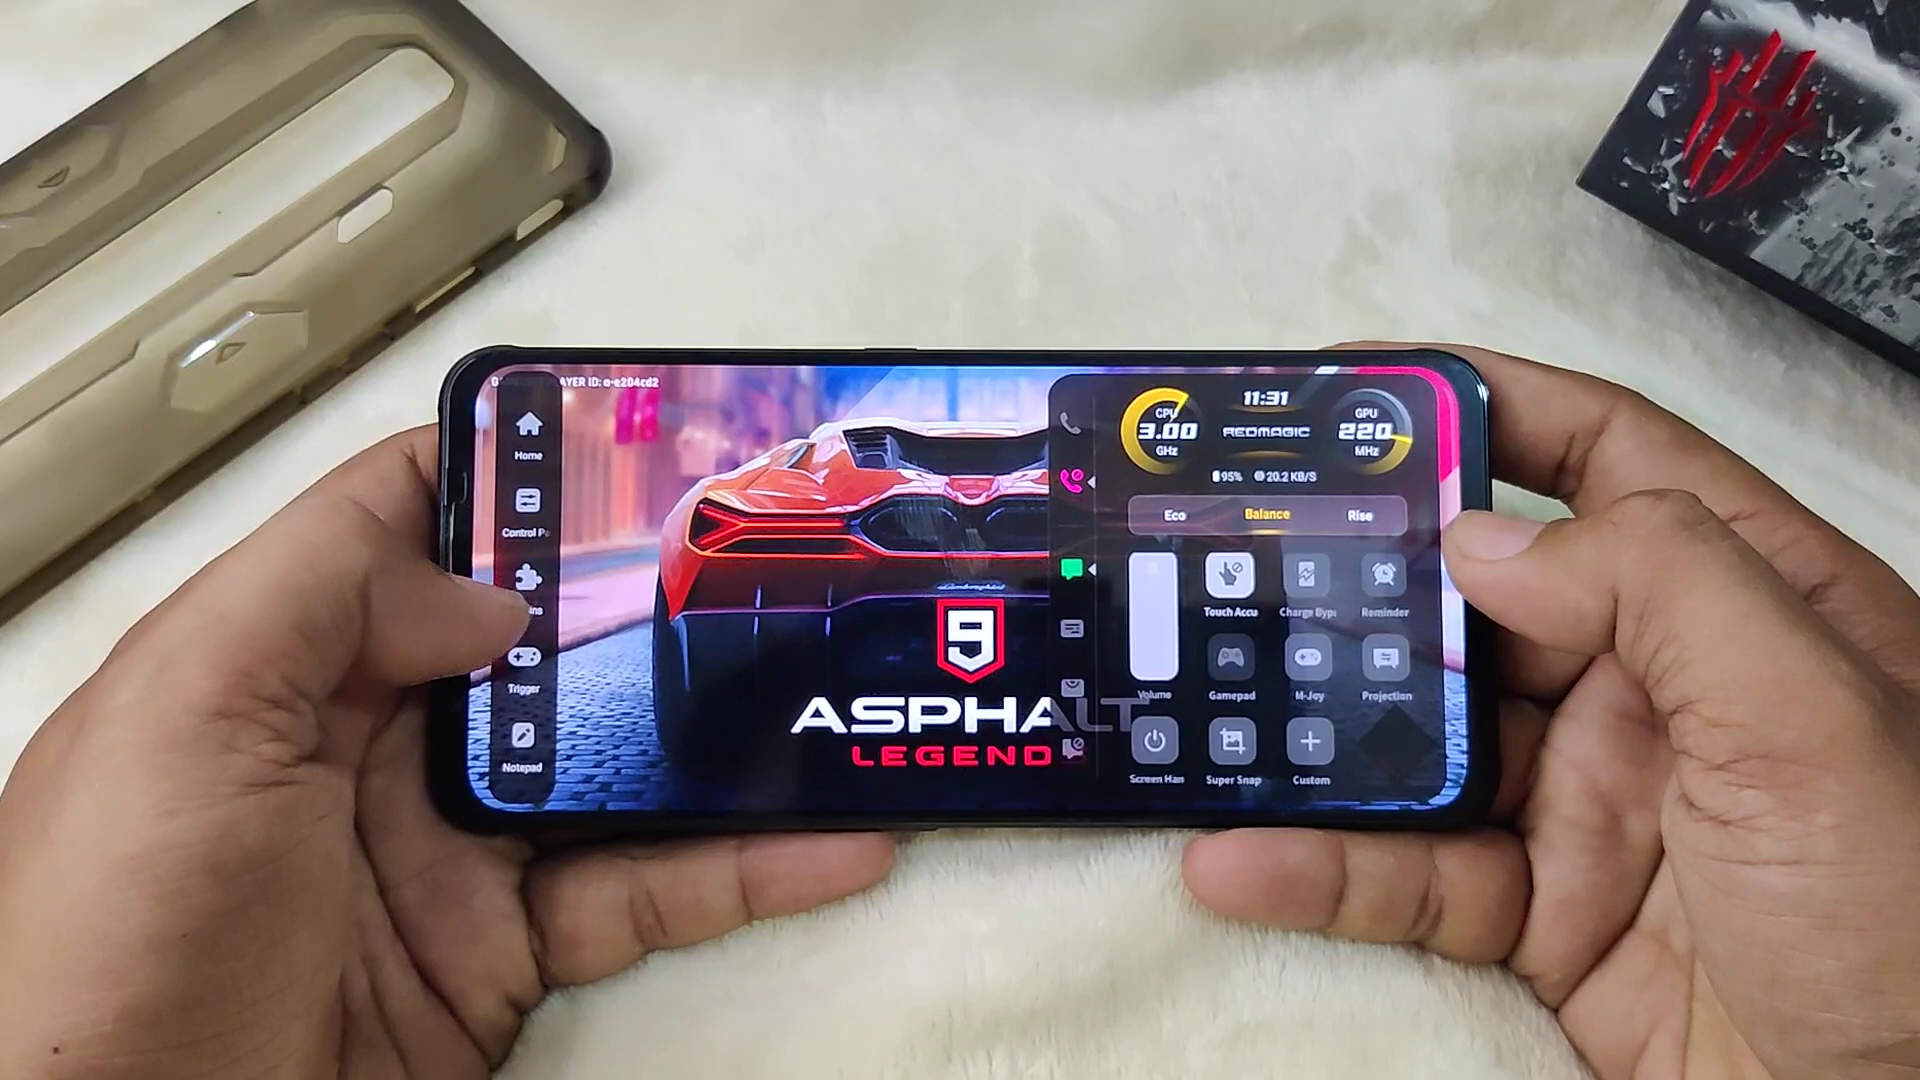 AYER ID: a-e204cd2
Home
Control Pa
ins
Trigger
Notepad
9
ASPHALT
LEGEND
CPU
3.00
GHz
11:31
REDMAGIC
GPU
220
MHz
95% 20.2 KB/S
Eco Balance Rise
Touch Accu Charge Byp Reminder
Volume Gamepad M-Joy Projection
Screen Han Super Snap Custom